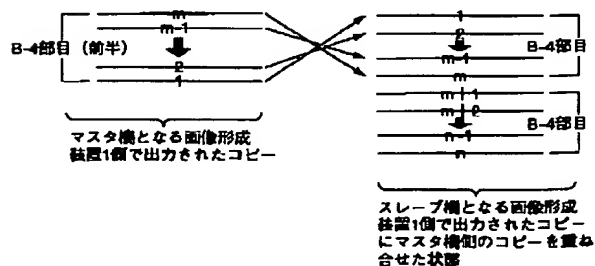 m
m-1
B-4部目（前半）
2
1
マスタ機となる画像形成
装置1側で出力されたコピー
1
2
m-1
m
B-4部目
m+1
m+2
n-1
n
B-4部目
スレーブ機となる画像形成
装置1側で出力されたコピー
にマスタ機側のコピーを重ね
合せた状態